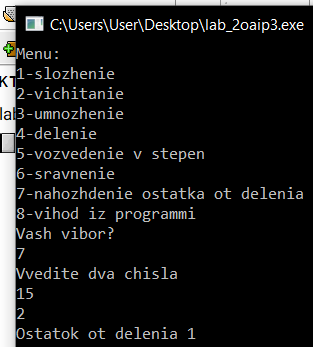 C:\Users\User\Desktop\lab_2oaip3.exe
Menu:
1-slozhenie
2-vichitanie
3-umnozhenie
4-delenie
5-vozvedenie v stepen
6-sravnenie
7-nahozhdenie ostatka ot delenia
8-vihod iz programmi
Vash vibor?
7
Vvedite dva chisla
15
2
Ostatok ot delenia 1